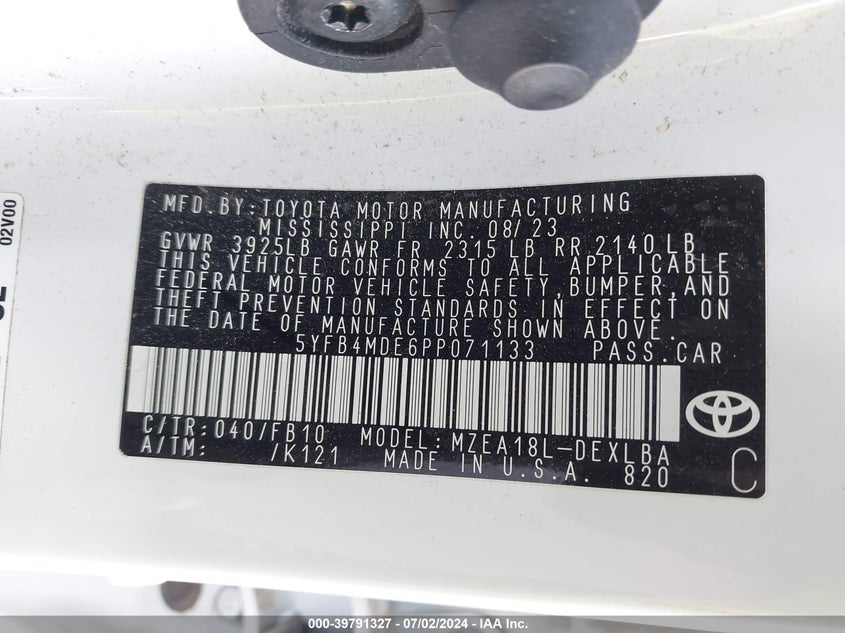 MFD.BY:TOYOTA MOTOR MANUFACTURING
MISSISSIPPI INC. 08/23
GVWR 3925LB GAWR FR 2315 LB RR 2140 LB
THIS VEHICLE CONFORMS TO ALL APPLICABLE
FEDERAL MOTOR VEHICLE SAFETY, BUMPER, AND
THEFT PREVENTION STANDARDS IN EFFECT ON
THE DATE OF MANUFACTURE SHOWN ABOVE.
5YFB4MDE6PP071133 PASS.CAR
C/TR:040/FB10 MODEL:MZEA18L-DEXLBA
A/TM: /K121 MADE IN U.S.A. 820
C
02V00
000-39791327 - 07/02/2024 - IAA Inc.